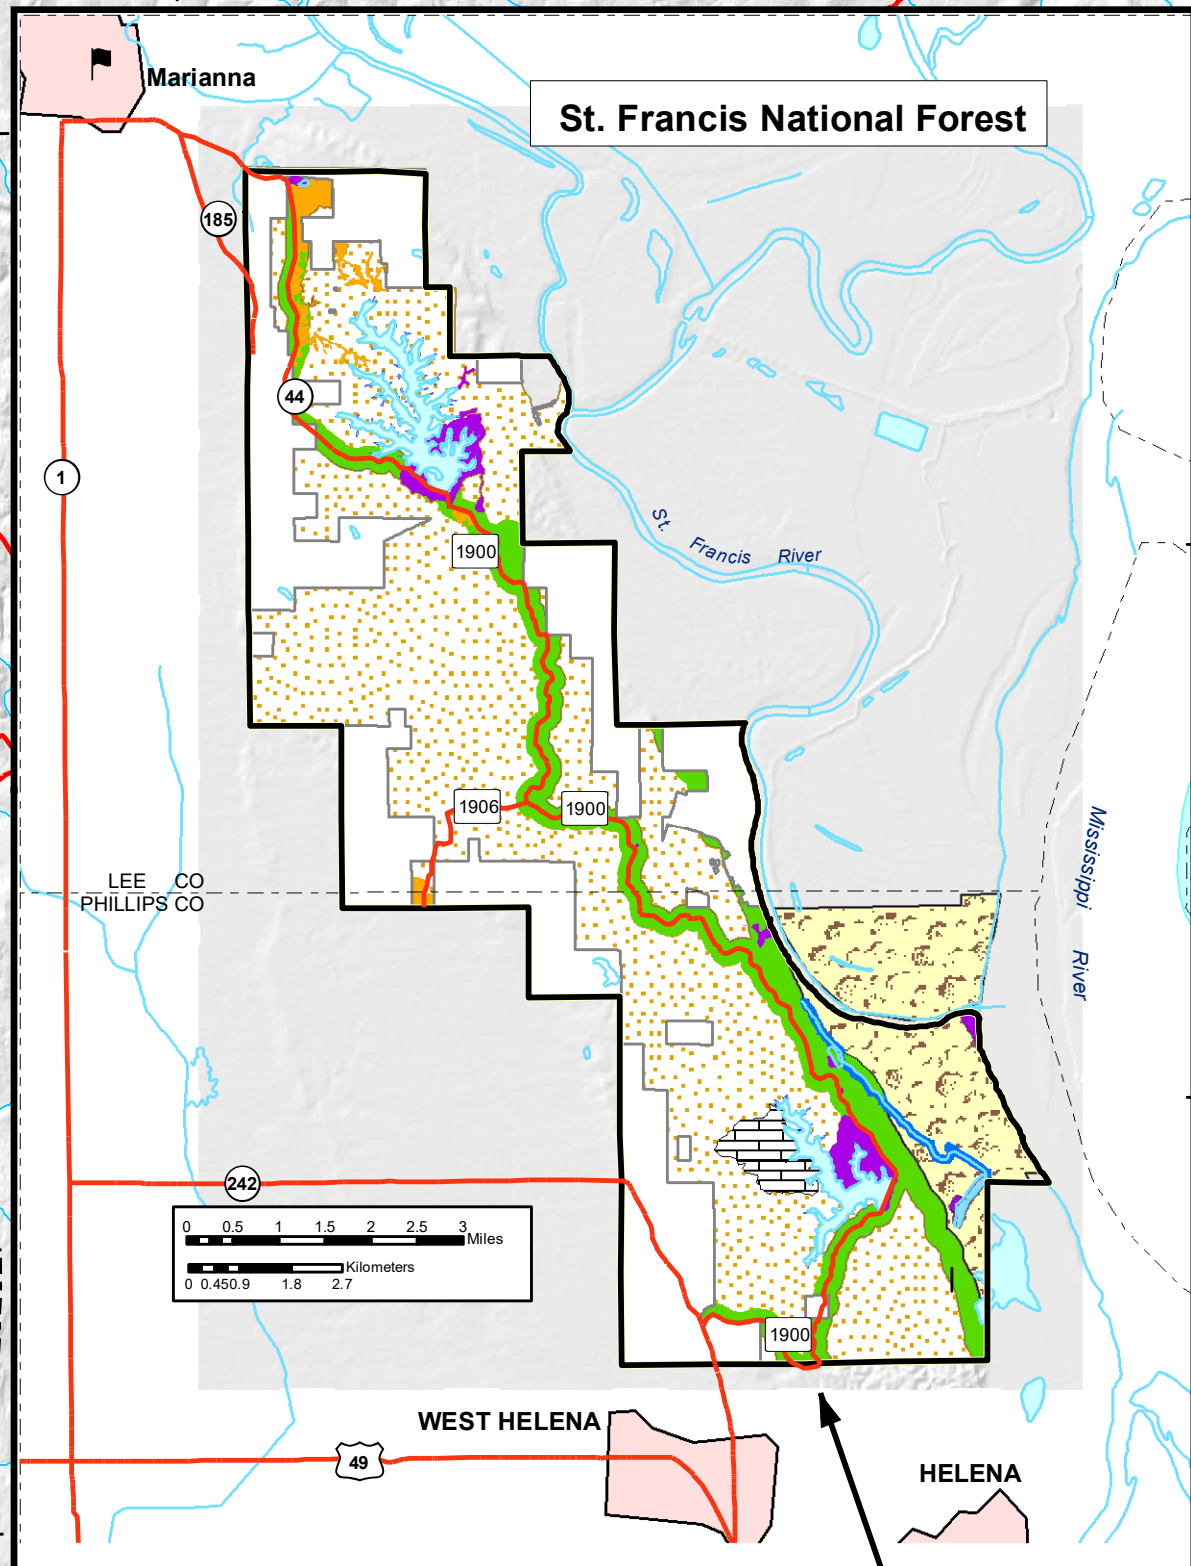 Marianna
St. Francis National Forest
185
44
1
St. Francis River
1900
1906
1900
Mississippi River
LEE CO
PHILLIPS CO
242
0 0.5 1 1.5 2 2.5 3
Miles
Kilometers
0 0.450.9 1.8 2.7
1900
WEST HELENA
49
HELENA